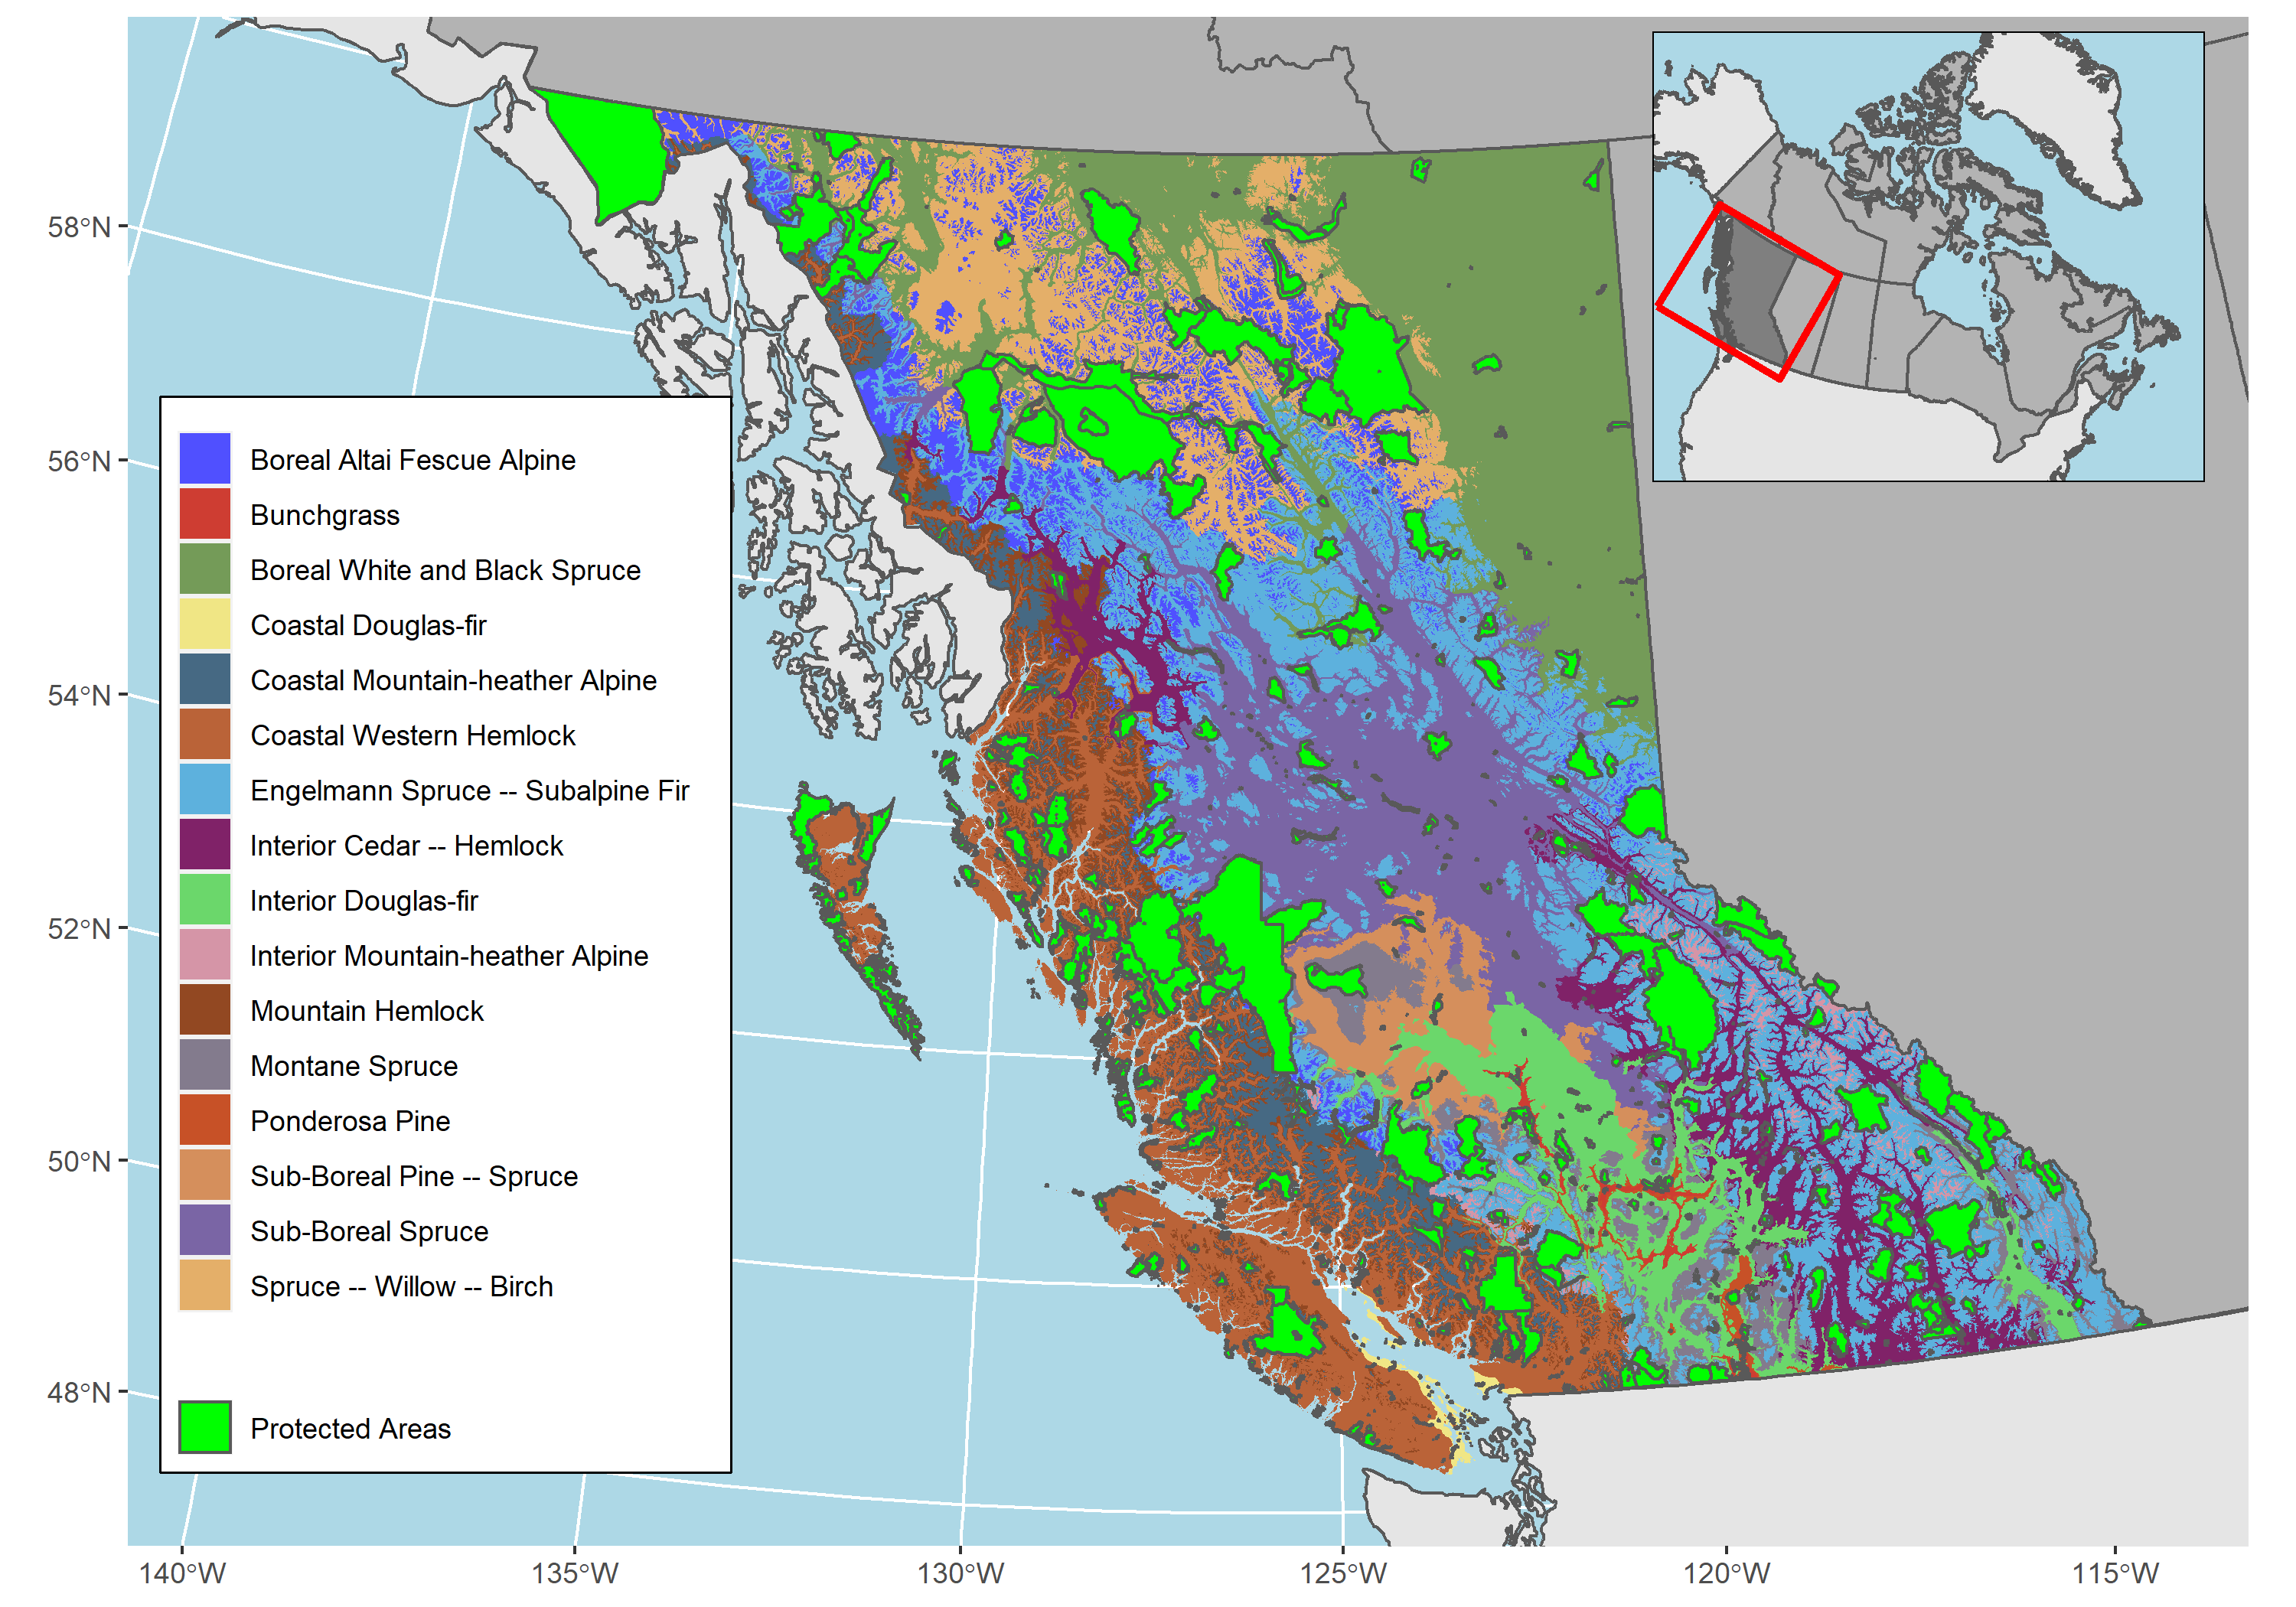 58°N
56°N
54°N
52°N
50°N
48°N
Boreal Altai Fescue Alpine
Bunchgrass
Boreal White and Black Spruce
Coastal Douglas-fir
Coastal Mountain-heather Alpine
Coastal Western Hemlock
Engelmann Spruce -- Subalpine Fir
Interior Cedar -- Hemlock
Interior Douglas-fir
Interior Mountain-heather Alpine
Mountain Hemlock
Montane Spruce
Ponderosa Pine
Sub-Boreal Pine -- Spruce
Sub-Boreal Spruce
Spruce -- Willow -- Birch
Protected Areas
140°W 135°W 130°W 125°W 120°W 115°W